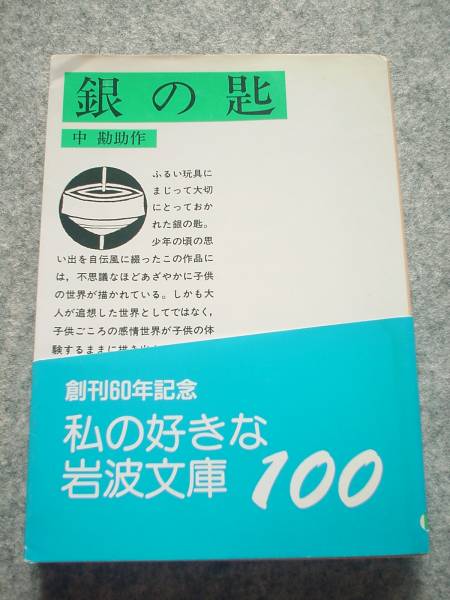 銀の匙
中 勘助作
ふるい玩具に
まじって大切
にとっておか
れた銀の匙。
少年の頃の思
い出を自伝風に綴ったこの作品に
は,不思議なほどあざやかに子供
の世界が描かれている。しかも大
人が追想した世界としてではなく,
子供ごころの感情世界が子供の体
験するままに描き出
創刊60年記念
私の好きな
岩波文庫
100